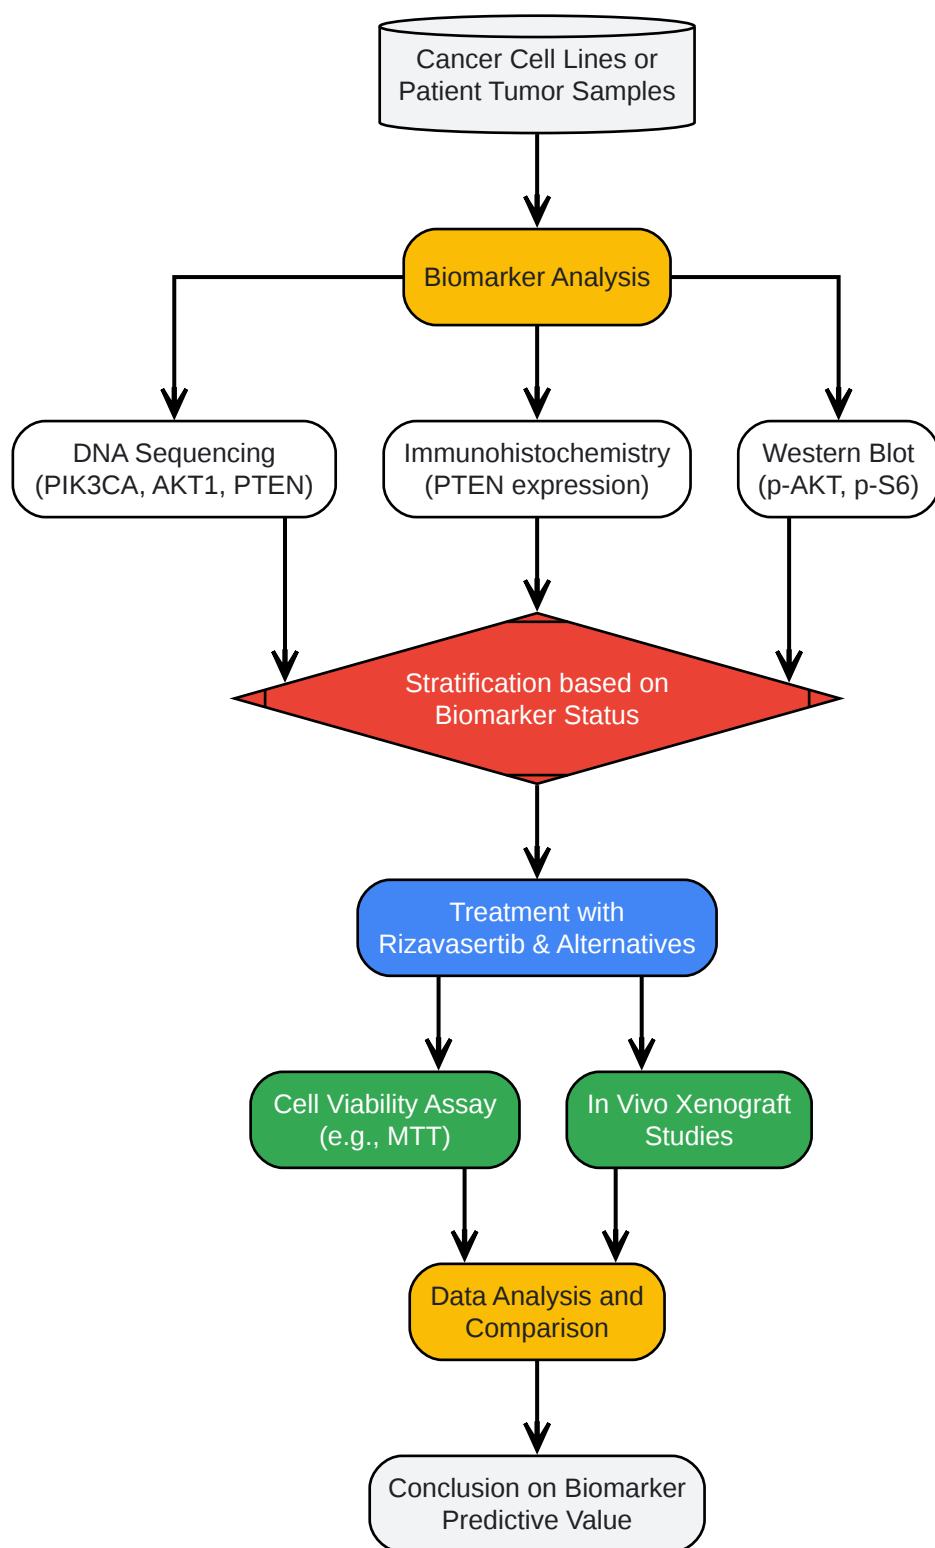 Cancer Cell Lines or
Patient Tumor Samples
Biomarker Analysis
DNA Sequencing
(PIK3CA, AKT1, PTEN)
Immunohistochemistry
(PTEN expression)
Western Blot
(p-AKT, p-S6)
Stratification based on
Biomarker Status
Treatment with
Rizavasertib & Alternatives
Cell Viability Assay
(e.g., MTT)
In Vivo Xenograft
Studies
Data Analysis and
Comparison
Conclusion on Biomarker
Predictive Value